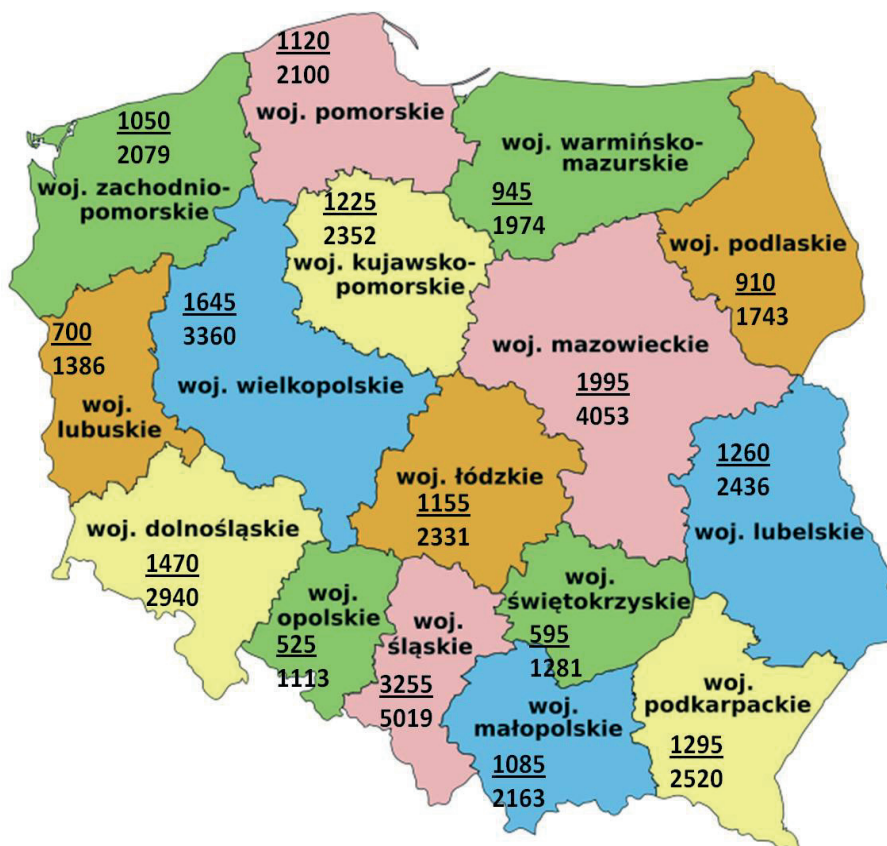 1120
2100
woj. pomorskie
1050
2079
woj. zachodnio-
pomorskie
woj. warmińsko-
mazurskie
945
1974
1225
2352
woj. kujawsko-
pomorskie
woj. podlaskie
910
1743
700
1386
woj.
lubuskie
1645
3360
woj. wielkopolskie
woj. mazowieckie
1995
4053
1260
2436
woj. lubelskie
woj. łódzkie
1155
2331
woj. dolnośląskie
1470
2940
woj.
opolskie
525
1113
woj.
śląskie
3255
5019
woj.
świętokrzyskie
595
1281
woj.
małopolskie
1085
2163
woj.
podkarpackie
1295
2520